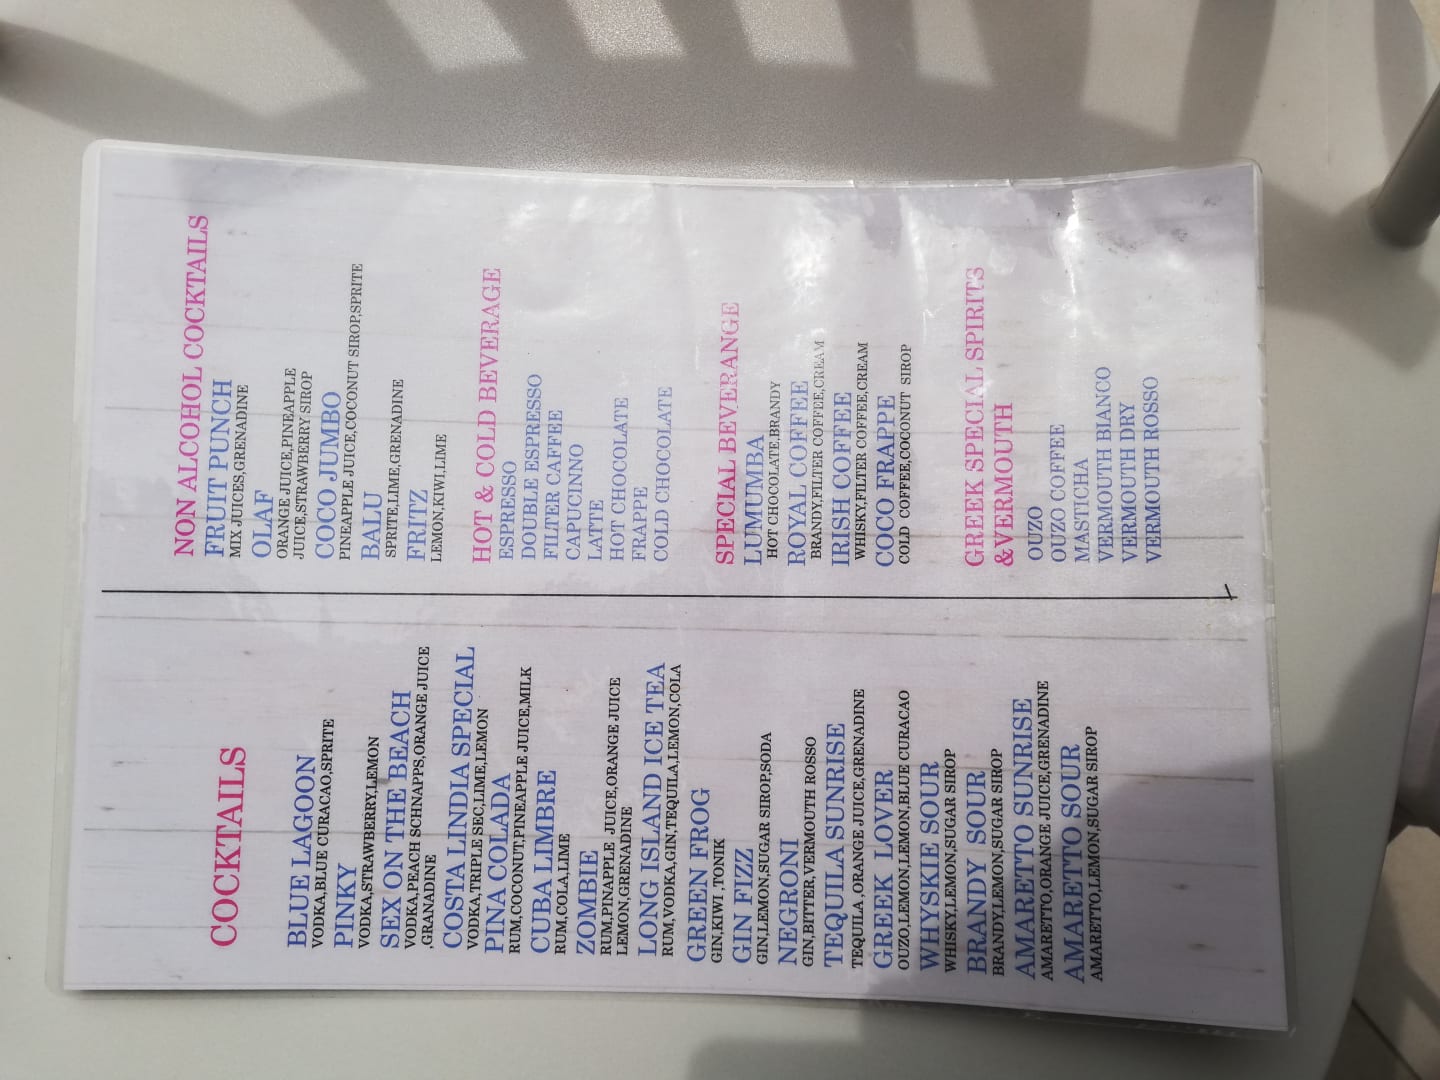 COCKTAILS
BLUE LAGOON
VODKA,BLUE CURACAO,SPRITE
PINKY
VODKA,STRAWBERRY,LEMON
SEX ON THE BEACH
VODKA,PEACH SCHNAPPS,ORANGE JUICE
,GRANADINE
COSTA LINDIA SPECIAL
VODKA,TRIPLE SEC,LIME,LEMON
PINA COLADA
RUM,COCONUT,PINEAPPLE JUICE,MILK
CUBA LIMBRE
RUM,COLA,LIME
ZOMBIE
RUM,PINAPPLE JUICE,ORANGE JUICE
LEMON,GRENADINE
LONG ISLAND ICE TEA
RUM,VODKA,GIN,TEQUILA,LEMON,COLA
GREEN FROG
GIN,KIWI ,TONIK
GIN FIZZ
GIN,LEMON,SUGAR SIROP,SODA
NEGRONI
GIN,BITTER,VERMOUTH ROSSO
TEQUILA SUNRISE
TEQUILA ,ORANGE JUICE,GRENADINE
GREEK LOVER
OUZO,LEMON,LEMON,BLUE CURACAO
WHYSKIE SOUR
WHISKY,LEMON,SUGAR SIROP
BRANDY SOUR
BRANDY,LEMON,SUGAR SIROP
AMARETTO SUNRISE
AMARETTO,ORANGE JUICE,GRENADINE
AMARETTO SOUR
AMARETTO,LEMON,SUGAR SIROP
NON ALCOHOL COCKTAILS
FRUIT PUNCH
MIX JUICES,GRENADINE
OLAF
ORANGE JUICE,PINEAPPLE
JUICE,STRAWBERRY SIROP
COCO JUMBO
PINEAPPLE JUICE,COCONUT SIROP,SPRITE
BALU
SPRITE,LIME,GRENADINE
FRITZ
LEMON,KIWI,LIME
HOT & COLD BEVERAGE
ESPRESSO
DOUBLE ESPRESSO
FILTER CAFFEE
CAPUCINNO
LATTE
HOT CHOCOLATE
FRAPPE
COLD CHOCOLATE
SPECIAL BEVERANGE
LUMUMBA
HOT CHOCOLATE,BRANDY
ROYAL COFFEE
BRANDY,FILTER COFFEE,CREAM
IRISH COFFEE
WHISKY,FILTER COFFEE,CREAM
COCO FRAPPE
COLD COFFEE,COCONUT SIROP
GREEK SPECIAL SPIRITS
&VERMOUTH
OUZO
OUZO COFFEE
MASTICHA
VERMOUTH BIANCO
VERMOUTH DRY
VERMOUTH ROSSO